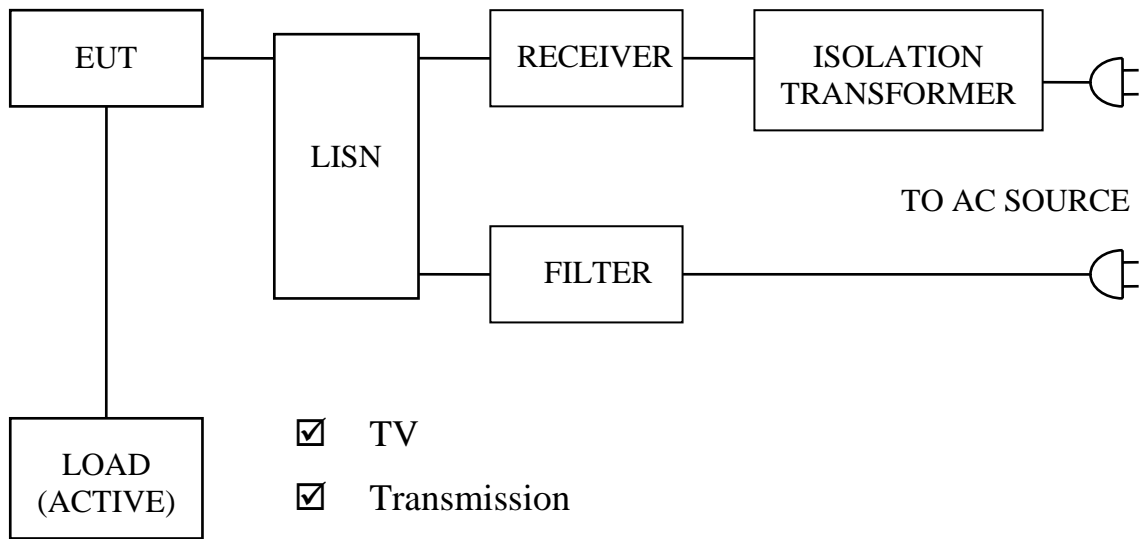 EUT
LISN
RECEIVER
ISOLATION
TRANSFORMER
TO AC SOURCE
FILTER
LOAD
(ACTIVE)
☑ TV
☑ Transmission